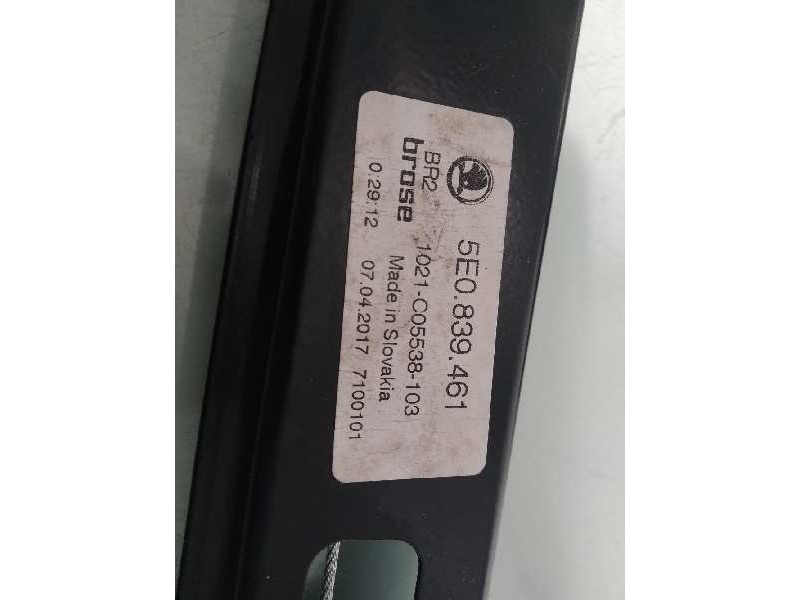 5E0.839.461
BR2
brose
1021-C05538-103
Made in Slovakia
0:29:12
07.04.2017 7100101